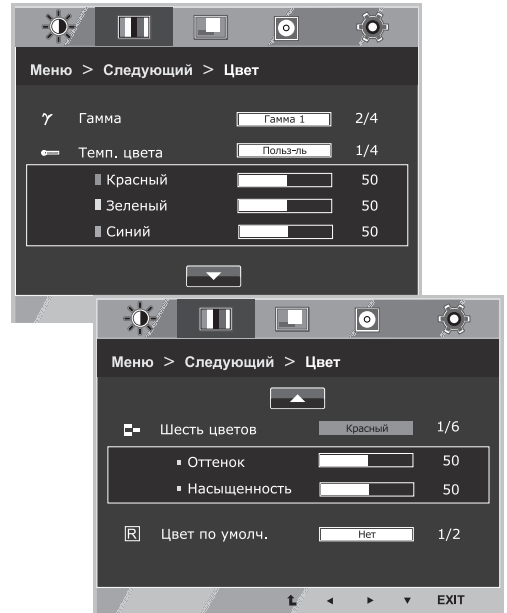 Меню > Следующий > Цвет
γ Гамма Гамма 1 2/4
Темп. цвета Польз-ль 1/4
Красный 50
Зеленый 50
Синий 50
Меню > Следующий > Цвет
Шесть цветов Красный 1/6
Оттенок 50
Насыщенность 50
R Цвет по умолч. Нет 1/2
EXIT